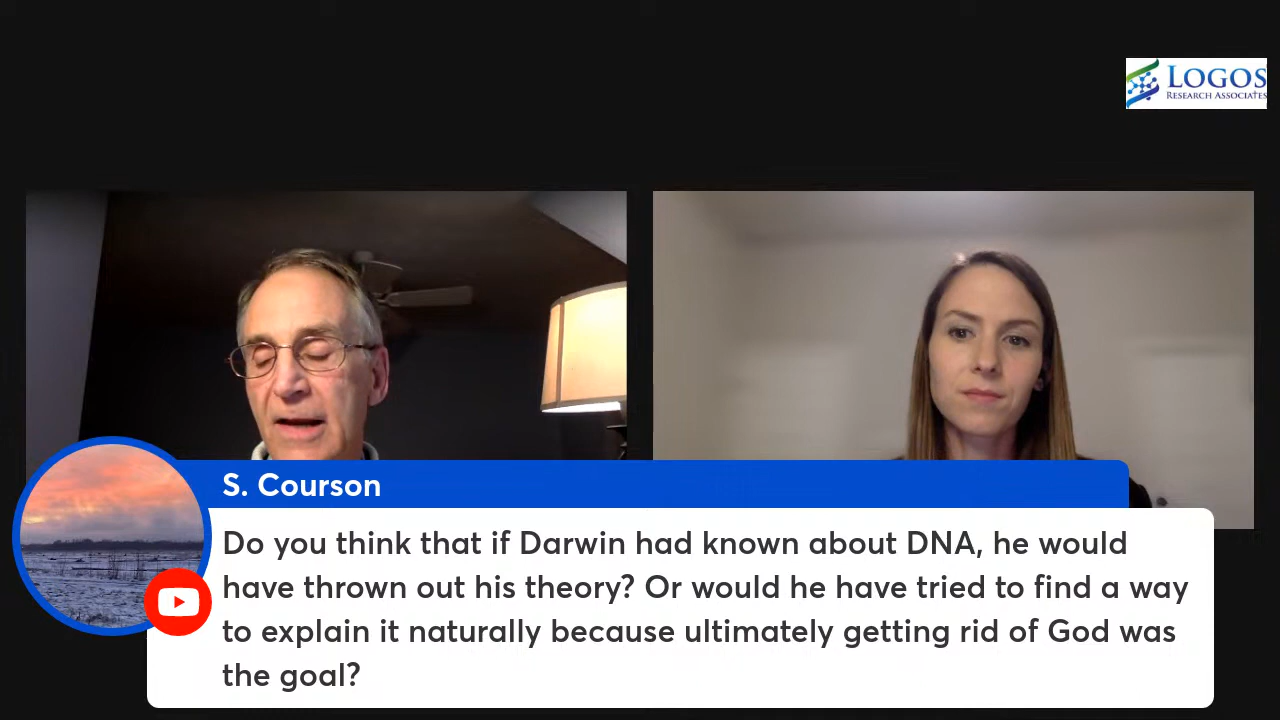 LOGOS
RESEARCH ASSOCIATES
S. Courson
Do you think that if Darwin had known about DNA, he would
have thrown out his theory? Or would he have tried to find a way
to explain it naturally because ultimately getting rid of God was
the goal?